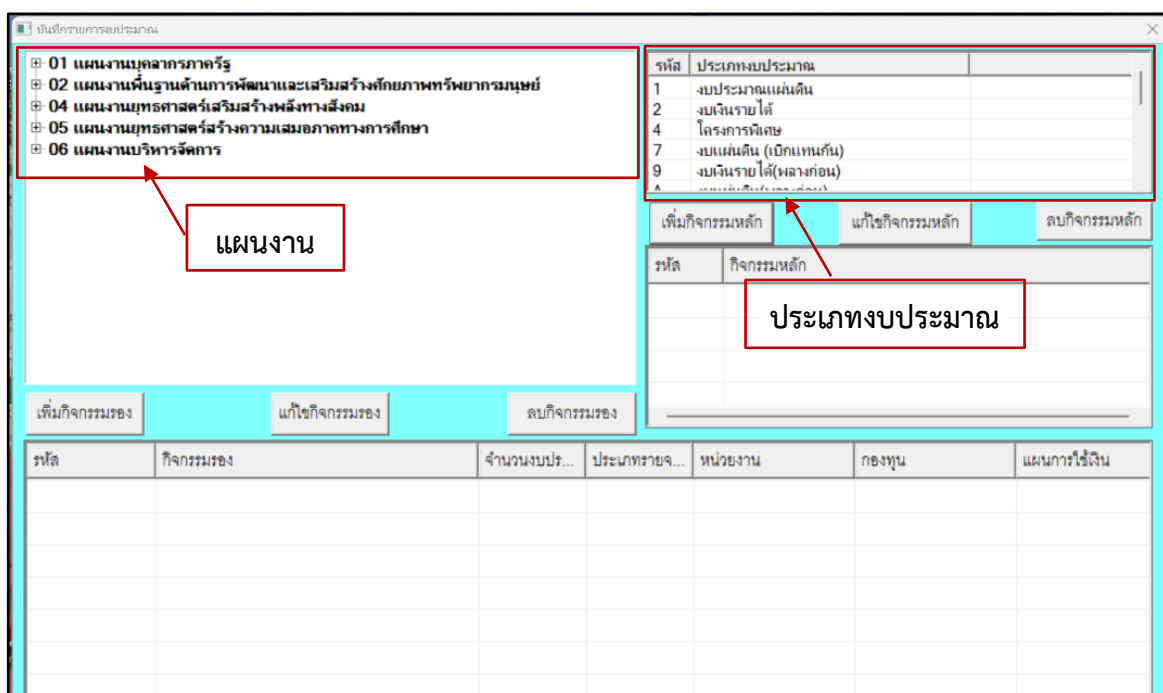 บันทึกรายการงบประมาณ
01 แผนงานบุคลากรภาครัฐ
02 แผนงานพื้นฐานด้านการพัฒนาและเสริมสร้างศักยภาพทรัพยากรมนุษย์
04 แผนงานยุทธศาสตร์เสริมสร้างพลังทางสังคม
05 แผนงานยุทธศาสตร์สร้างความเสมอภาคทางการศึกษา
06 แผนงานบริหารจัดการ
แผนงาน
รหัส ประเภทงบประมาณ
1 งบประมาณแผ่นดิน
2 งบเงินรายได้
4 โครงการพิเศษ
7 งบแผ่นดิน (เบิกแทนกัน)
9 งบเงินรายได้(พลางก่อน)
เพิ่มกิจกรรมหลัก แก้ไขกิจกรรมหลัก ลบกิจกรรมหลัก
รหัส กิจกรรมหลัก
ประเภทงบประมาณ
เพิ่มกิจกรรมรอง แก้ไขกิจกรรมรอง ลบกิจกรรมรอง
รหัส กิจกรรมรอง จำนวนงบปร... ประเภทรายจ... หน่วยงาน กองทุน แผนการใช้เงิน